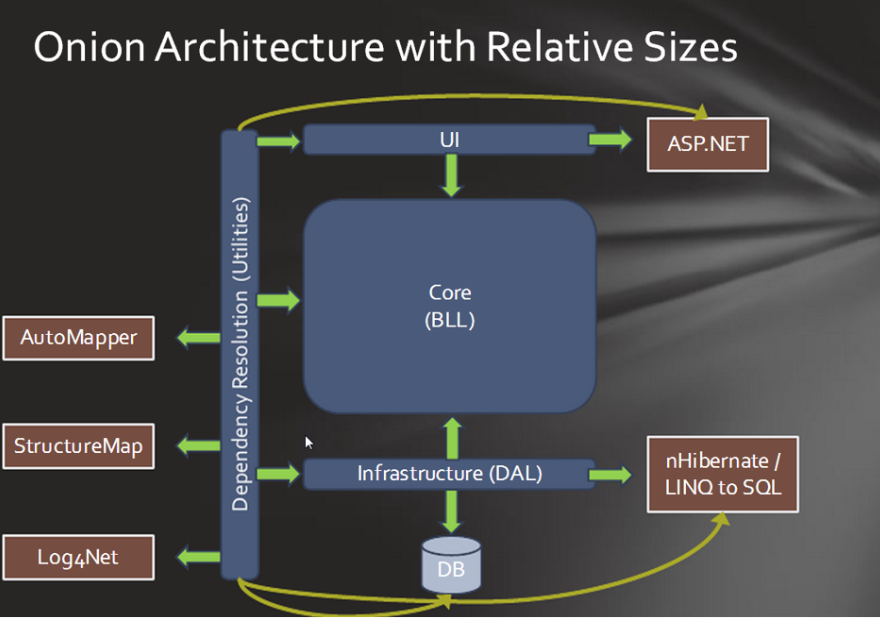 Onion Architecture with Relative Sizes
UI
ASP.NET
Dependency Resolution (Utilities)
Core
(BLL)
AutoMapper
StructureMap
Infrastructure (DAL)
nHibernate /
LINQ to SQL
Log4Net
DB